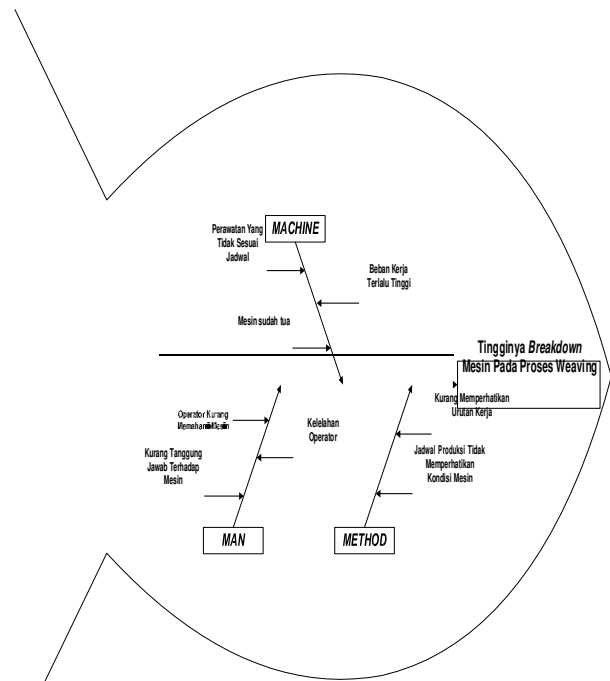 MACHINE
Perawatan Yang
Tidak Sesuai
Jadwal
Beban Kerja
Terlalu Tinggi
Mesin sudah tua
Tingginya Breakdown
Mesin Pada Proses Weaving
Kurang Memperhatikan
Urutan Kerja
Operator Kurang
Memahami Mesin
Kelelahan
Operator
Kurang Tanggung
Jawab Terhadap
Mesin
Jadwal Produksi Tidak
Memperhatikan
Kondisi Mesin
MAN
METHOD